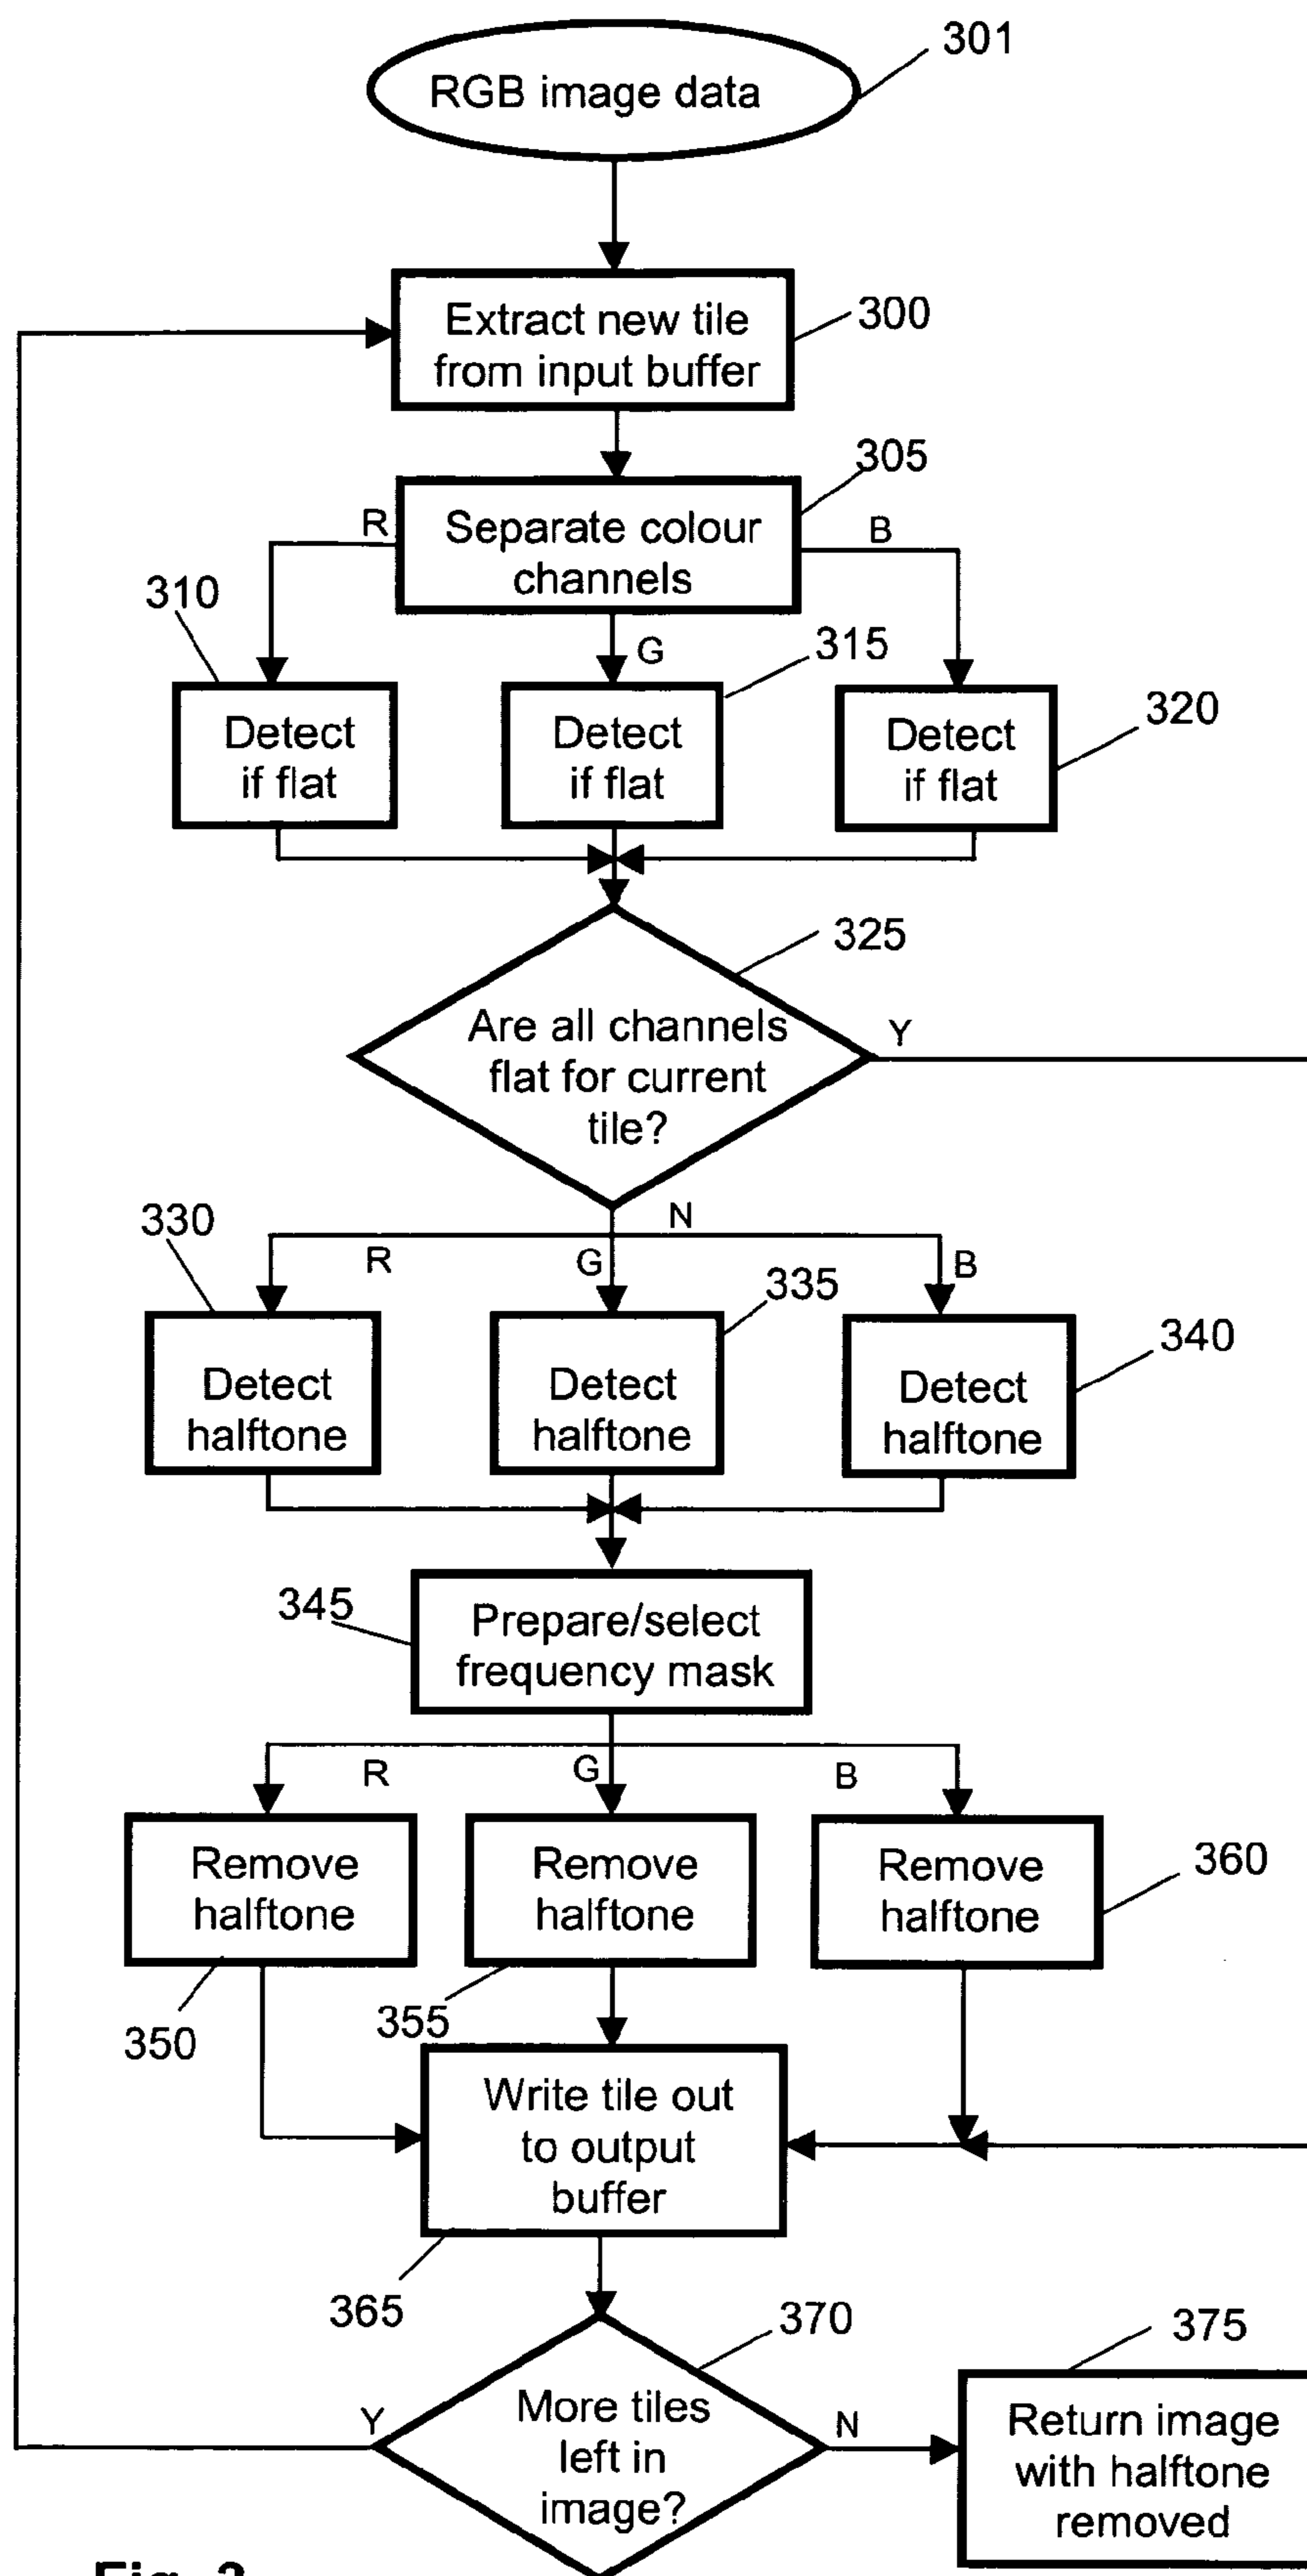 301
RGB image data
Extract new tile
from input buffer
300
305
Separate colour
channels
R
B
G
310
315
320
Detect
if flat
Detect
if flat
Detect
if flat
325
Are all channels
flat for current
tile?
Y
N
330
R
G
B
335
340
Detect
halftone
Detect
halftone
Detect
halftone
345
Prepare/select
frequency mask
R
G
B
Remove
halftone
Remove
halftone
Remove
halftone
360
350
355
Write tile out
to output
buffer
365
370
375
More tiles
left in
image?
Y
N
Return image
with halftone
removed